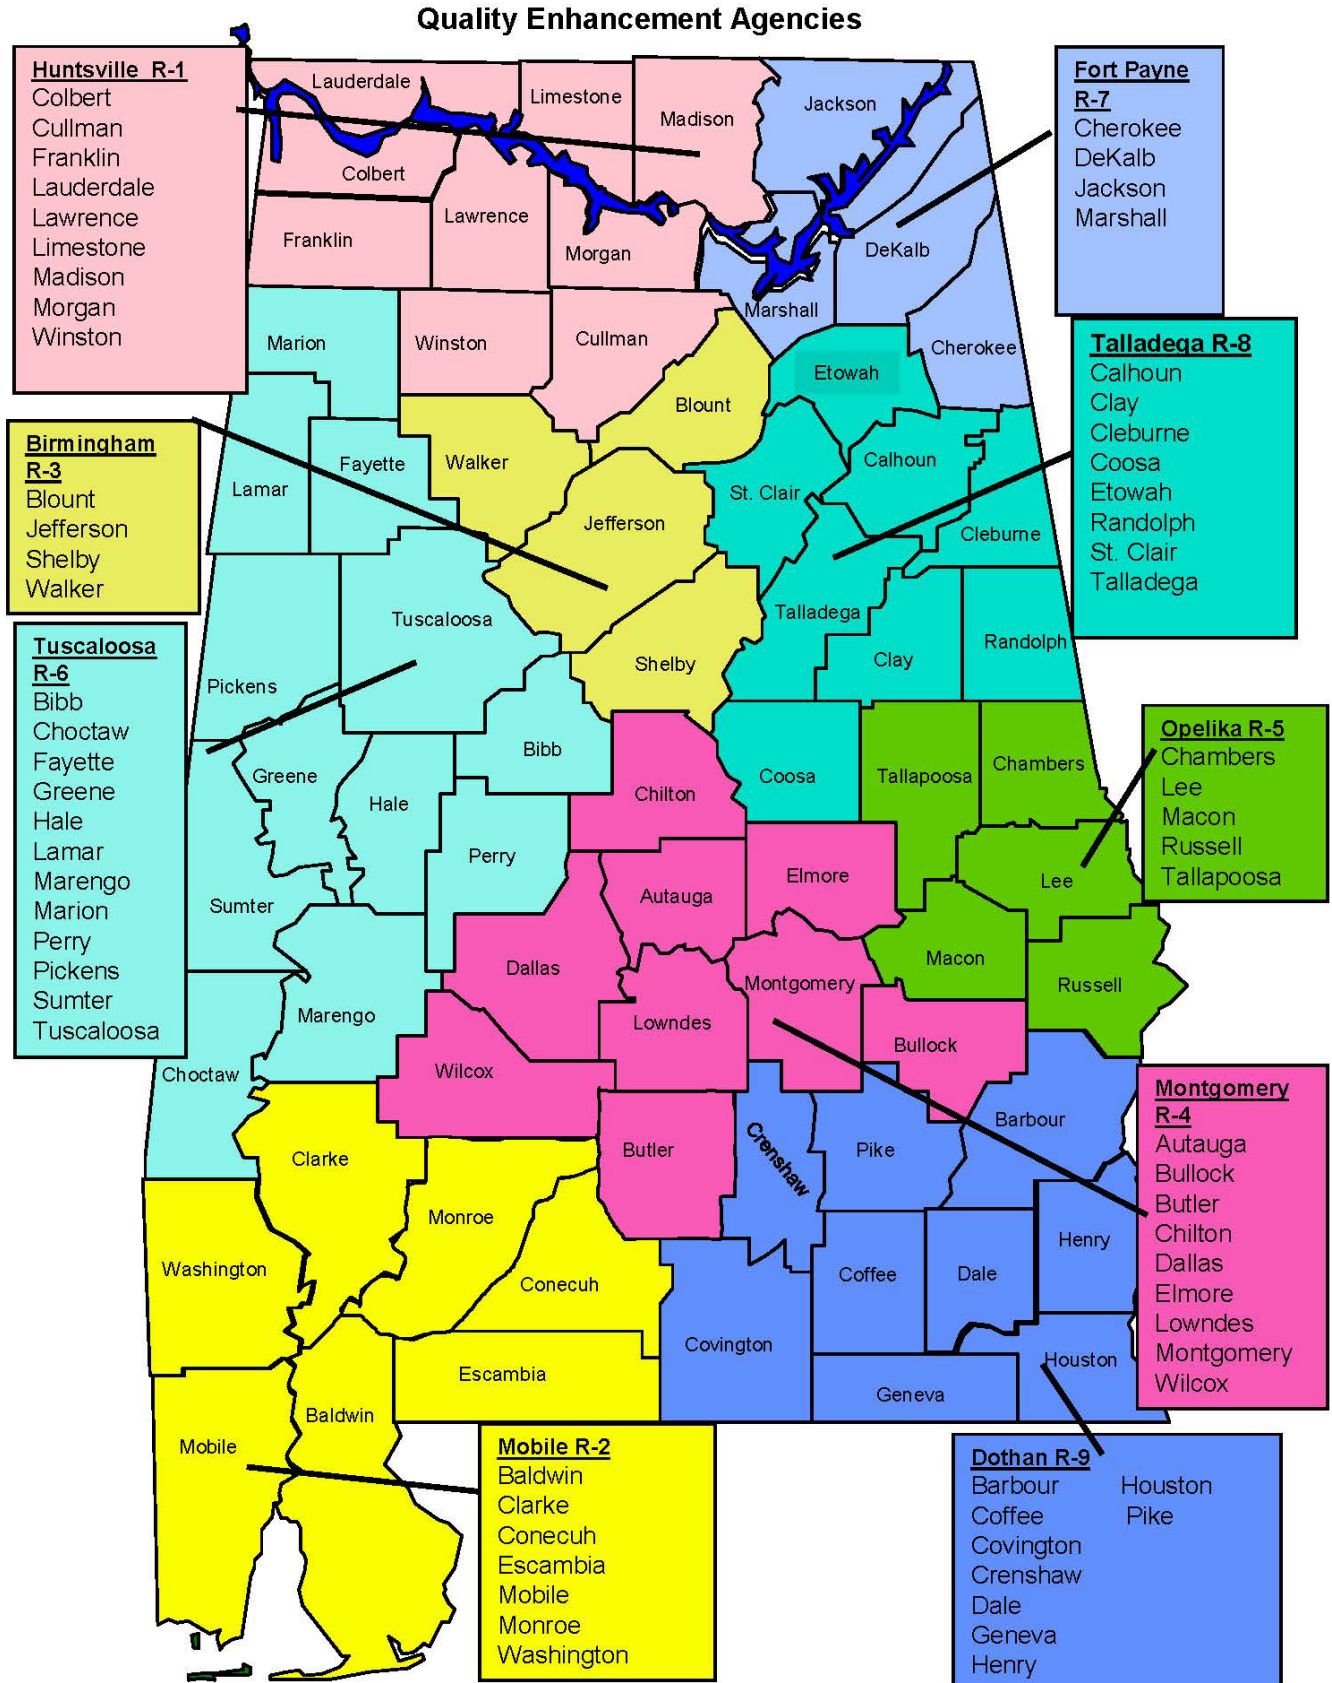 Quality Enhancement Agencies
Huntsville R-1
Colbert
Cullman
Franklin
Lauderdale
Lawrence
Limestone
Madison
Morgan
Winston
Fort Payne
R-7
Cherokee
DeKalb
Jackson
Marshall
Talladega R-8
Calhoun
Clay
Cleburne
Coosa
Etowah
Randolph
St. Clair
Talladega
Birmingham
R-3
Blount
Jefferson
Shelby
Walker
Tuscaloosa
R-6
Bibb
Choctaw
Fayette
Greene
Hale
Lamar
Marengo
Marion
Perry
Pickens
Sumter
Tuscaloosa
Opelika R-5
Chambers
Lee
Macon
Russell
Tallapoosa
Montgomery
R-4
Autauga
Bullock
Butler
Chilton
Dallas
Elmore
Lowndes
Montgomery
Wilcox
Mobile R-2
Baldwin
Clarke
Conecuh
Escambia
Mobile
Monroe
Washington
Dothan R-9
Barbour Houston
Coffee Pike
Covington
Crenshaw
Dale
Geneva
Henry
Lauderdale
Limestone
Madison
Jackson
Colbert
Lawrence
Franklin
Morgan
DeKalb
Marshall
Marion
Winston
Cullman
Cherokee
Etowah
Blount
Walker
Fayette
Lamar
Calhoun
St. Clair
Jefferson
Cleburne
Tuscaloosa
Talladega
Randolph
Clay
Shelby
Pickens
Bibb
Greene
Hale
Chilton
Coosa
Tallapoosa
Chambers
Perry
Elmore
Autauga
Lee
Sumter
Dallas
Macon
Montgomery
Russell
Marengo
Lowndes
Bullock
Choctaw
Wilcox
Barbour
Clarke
Butler
Crenshaw
Pike
Monroe
Henry
Washington
Conecuh
Coffee
Dale
Covington
Houston
Escambia
Geneva
Baldwin
Mobile